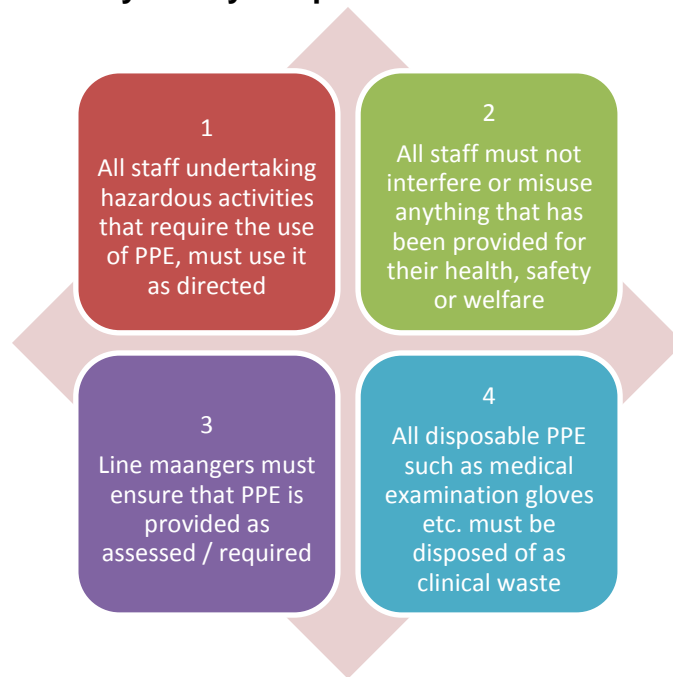 1
All staff undertaking
hazardous activities
that require the use
of PPE, must use it
as directed
2
All staff must not
interfere or misuse
anything that has
been provided for
their health, safety
or welfare
3
Line maangers must
ensure that PPE is
provided as
assessed / required
4
All disposable PPE
such as medical
examination gloves
etc. must be
disposed of as
clinical waste